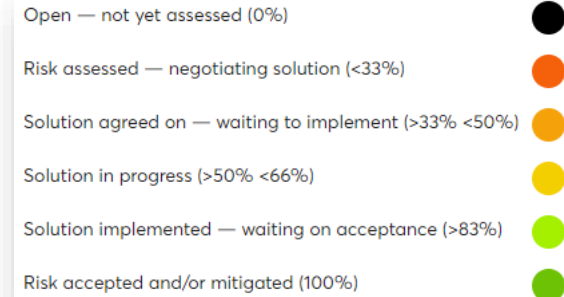 Open — not yet assessed (0%)
Risk assessed — negotiating solution (<33%)
Solution agreed on — waiting to implement (>33% <50%)
Solution in progress (>50% <66%)
Solution implemented — waiting on acceptance (>83%)
Risk accepted and/or mitigated (100%)